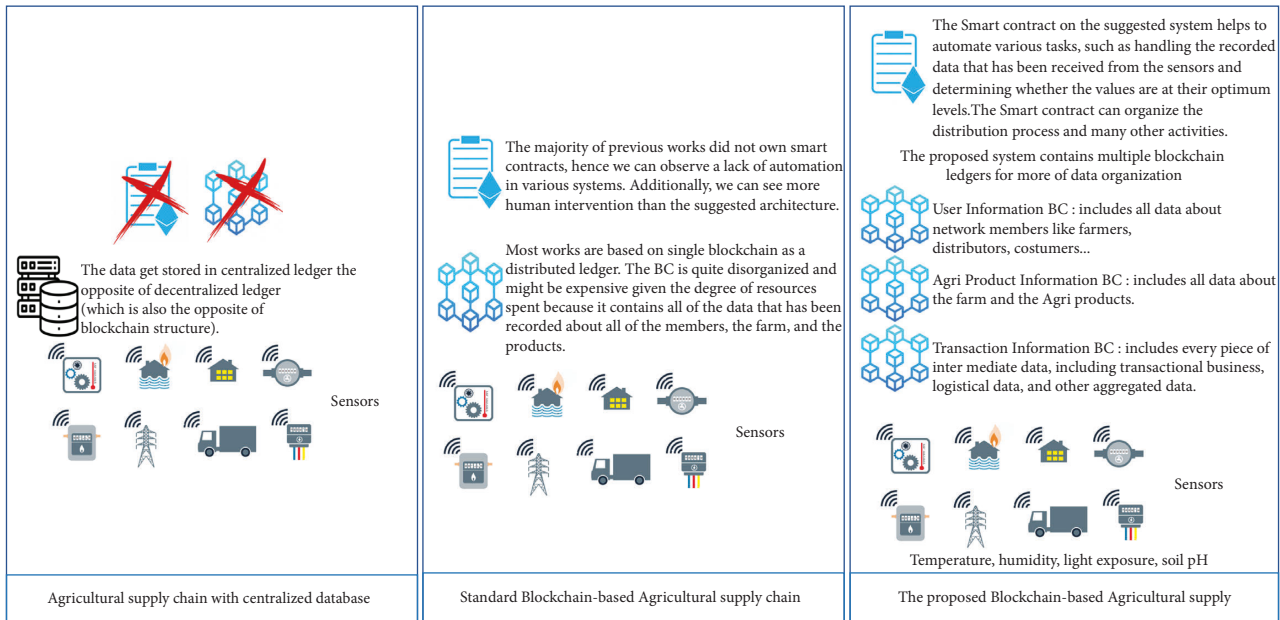 The data get stored in centralized ledger the
opposite of decentralized ledger
(which is also the opposite of
blockchain structure).
Sensors
Agricultural supply chain with centralized database
The majority of previous works did not own smart
contracts, hence we can observe a lack of automation
in various systems. Additionally, we can see more
human intervention than the suggested architecture.
Most works are based on single blockchain as a
distributed ledger. The BC is quite disorganized and
might be expensive given the degree of resources
spent because it contains all of the data that has been
recorded about all of the members, the farm, and the
products.
Sensors
Standard Blockchain-based Agricultural supply chain
The Smart contract on the suggested system helps to
automate various tasks, such as handling the recorded
data that has been received from the sensors and
determining whether the values are at their optimum
levels.The Smart contract can organize the
distribution process and many other activities.
The proposed system contains multiple blockchain
ledgers for more of data organization
User Information BC : includes all data about
network members like farmers,
distributors, costumers...
Agri Product Information BC : includes all data about
the farm and the Agri products.
Transaction Information BC : includes every piece of
inter mediate data, including transactional business,
logistical data, and other aggregated data.
Sensors
Temperature, humidity, light exposure, soil pH
The proposed Blockchain-based Agricultural supply